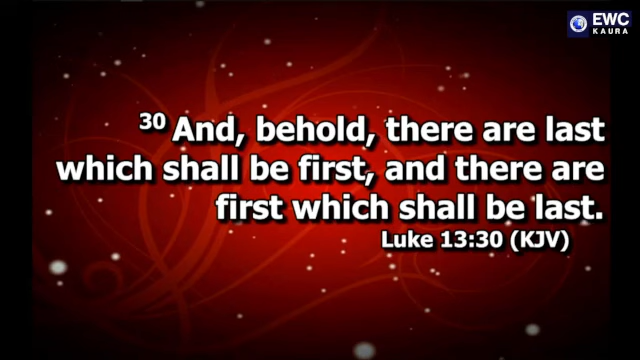 EWC
KAURA
30 And, behold, there are last
which shall be first, and there are
first which shall be last.
Luke 13:30 (KJV)